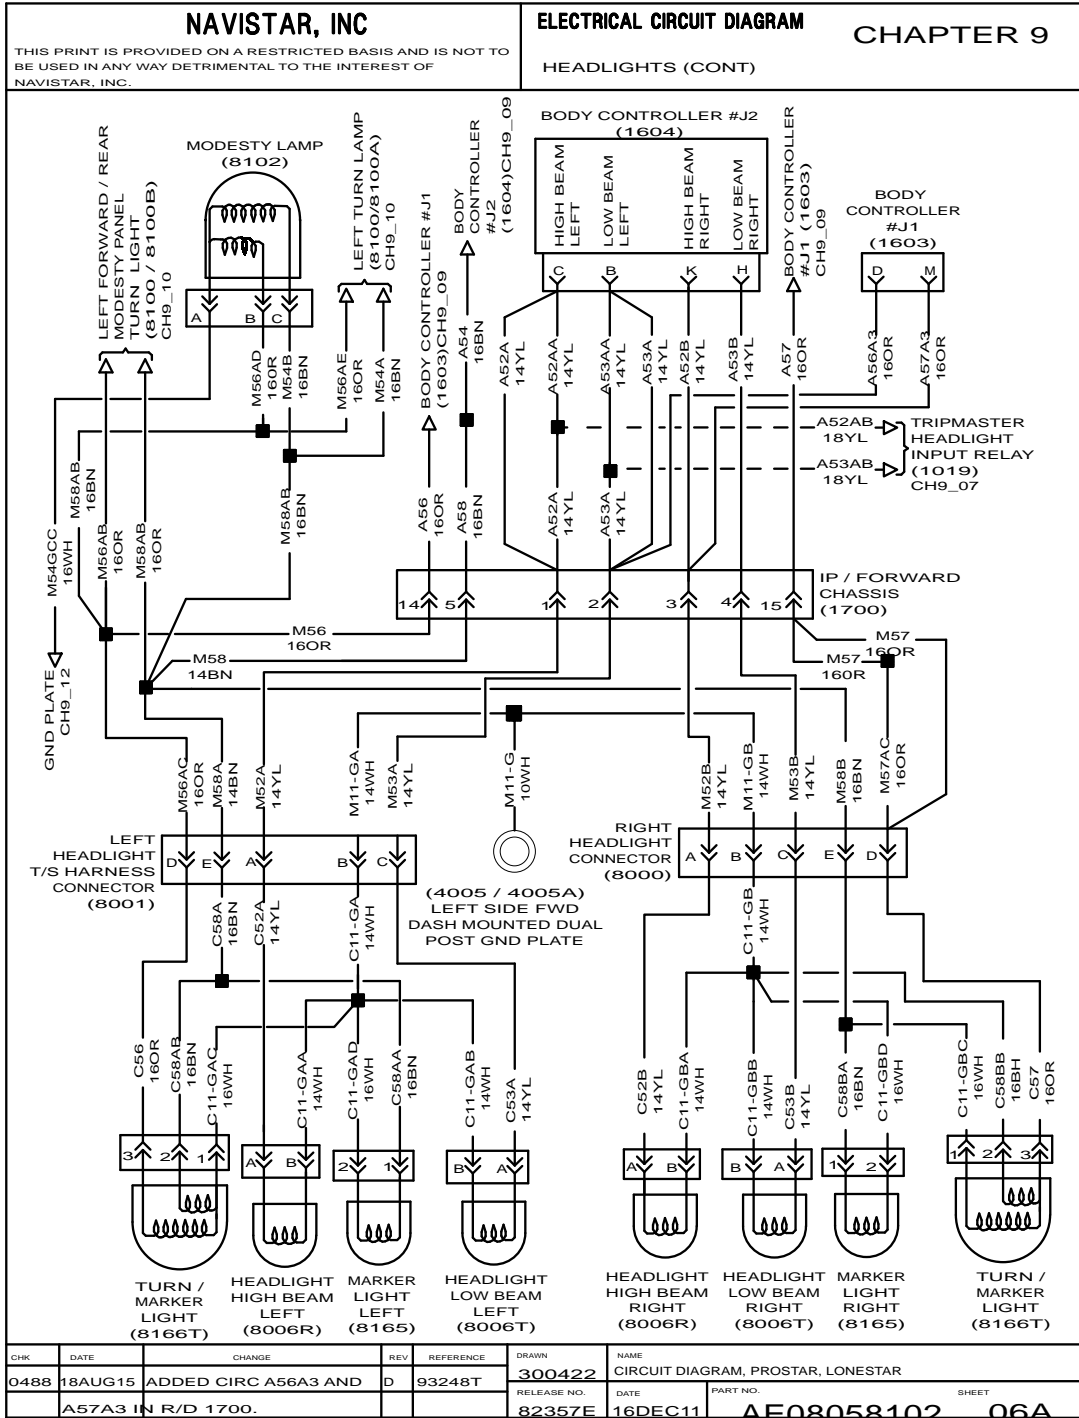 NAVISTAR, INC
THIS PRINT IS PROVIDED ON A RESTRICTED BASIS AND IS NOT TO
BE USED IN ANY WAY DETRIMENTAL TO THE INTEREST OF
NAVISTAR, INC.
ELECTRICAL CIRCUIT DIAGRAM
CHAPTER 9
HEADLIGHTS (CONT)
LEFT FORWARD / REAR
MODESTY PANEL
TURN LIGHT
(8100 / 8100B)
CH9_10
MODESTY LAMP
(8102)
A
B
C
LEFT TURN LAMP
(8100/8100A)
CH9_10
BODY CONTROLLER #J1
(1603)CH9_09
BODY
CONTROLLER
#J2
(1604)CH9_09
BODY CONTROLLER #J2
(1604)
HIGH BEAM
LEFT
LOW BEAM
LEFT
HIGH BEAM
RIGHT
LOW BEAM
RIGHT
C
B
K
H
BODY CONTROLLER
#J1 (1603)
CH9_09
BODY
CONTROLLER
#J1
(1603)
D
M
M56AD
16OR
M54B
16BN
M56AE
16OR
M54A
16BN
A54
16BN
A52A
14YL
A52AA
14YL
A53AA
14YL
A53A
14YL
A52B
14YL
A53B
14YL
A57
16OR
A56A3
16OR
A57A3
16OR
A52AB
18YL
A53AB
18YL
TRIPMASTER
HEADLIGHT
INPUT RELAY
(1019)
CH9_07
M54GCC
16WH
M58AB
16BN
M56AB
16OR
M58AB
16OR
M58AB
16BN
A56
16OR
A58
16BN
A52A
14YL
A53A
14YL
14
5
1
2
3
4
15
IP / FORWARD
CHASSIS
(1700)
GND PLATE
CH9_12
M56
16OR
M58
14BN
M57
16OR
M57
160R
M56AC
16OR
M58A
14BN
M52A
14YL
M11-GA
14WH
M53A
14YL
M11-G
10WH
M52B
14YL
M11-GB
14WH
M53B
14YL
M58B
16BN
M57AC
16OR
LEFT
HEADLIGHT
T/S HARNESS
CONNECTOR
(8001)
D
E
A
B
C
(4005 / 4005A)
LEFT SIDE FWD
DASH MOUNTED DUAL
POST GND PLATE
RIGHT
HEADLIGHT
CONNECTOR
(8000)
A
B
C
E
D
C58A
16BN
C52A
14YL
C11-GA
14WH
C11-GB
14WH
C56
16OR
C58AB
16BN
C11-GAC
16WH
C11-GAA
14WH
C11-GAD
16WH
C58AA
16BN
C11-GAB
14WH
C53A
14YL
C52B
14YL
C11-GBA
14WH
C11-GBB
14WH
C53B
14YL
C58BA
16BN
C11-GBD
16WH
C11-GBC
16WH
C58BB
16BH
C57
16OR
3
2
1
A
B
2
1
B
A
A
B
B
A
1
2
1
2
3
TURN /
MARKER
LIGHT
(8166T)
HEADLIGHT
HIGH BEAM
LEFT
(8006R)
MARKER
LIGHT
LEFT
(8165)
HEADLIGHT
LOW BEAM
LEFT
(8006T)
HEADLIGHT
HIGH BEAM
RIGHT
(8006R)
HEADLIGHT
LOW BEAM
RIGHT
(8006T)
MARKER
LIGHT
RIGHT
(8165)
TURN /
MARKER
LIGHT
(8166T)
CHK DATE CHANGE REV REFERENCE
0488 18AUG15 ADDED CIRC A56A3 AND D 93248T
A57A3 IN R/D 1700.
DRAWN
300422
NAME
CIRCUIT DIAGRAM, PROSTAR, LONESTAR
RELEASE NO.
82357E
DATE
16DEC11
PART NO.
AF08058102
SHEET
06A